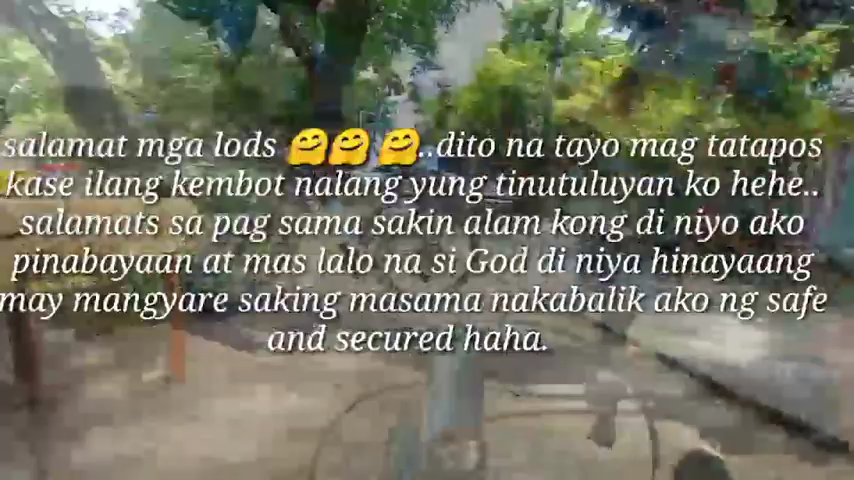 salamat mga lods 🤗🤗 🤗..dito na tayo mag tatapos
kase ilang kembot nalang yung tinutuluyan ko hehe..
salamats sa pag sama sakin alam kong di niyo ako
pinabayaan at mas lalo na si God di niya hinayaang
may mangyare saking masama nakabalik ako ng safe
and secured haha.